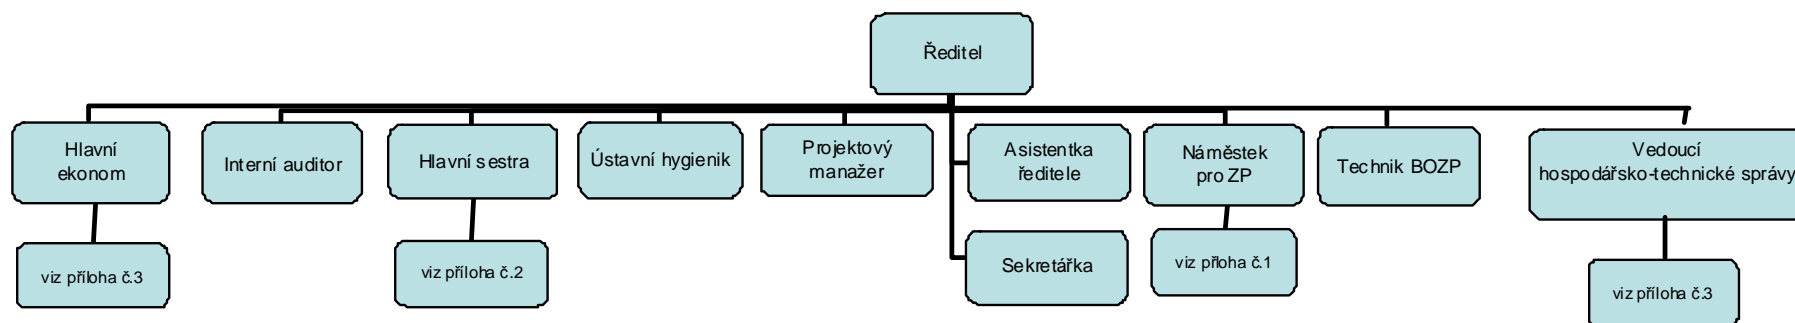 Ředitel
Hlavní
ekonom
Interní auditor
Hlavní sestra
Ústavní hygienik
Projektový
manažer
Asistentka
ředitele
Náměstek
pro ZP
Technik BOZP
Vedoucí
hospodářsko-technické správy
viz příloha č.3
viz příloha č.2
Sekretářka
viz přloha č.1
viz příloha č.3